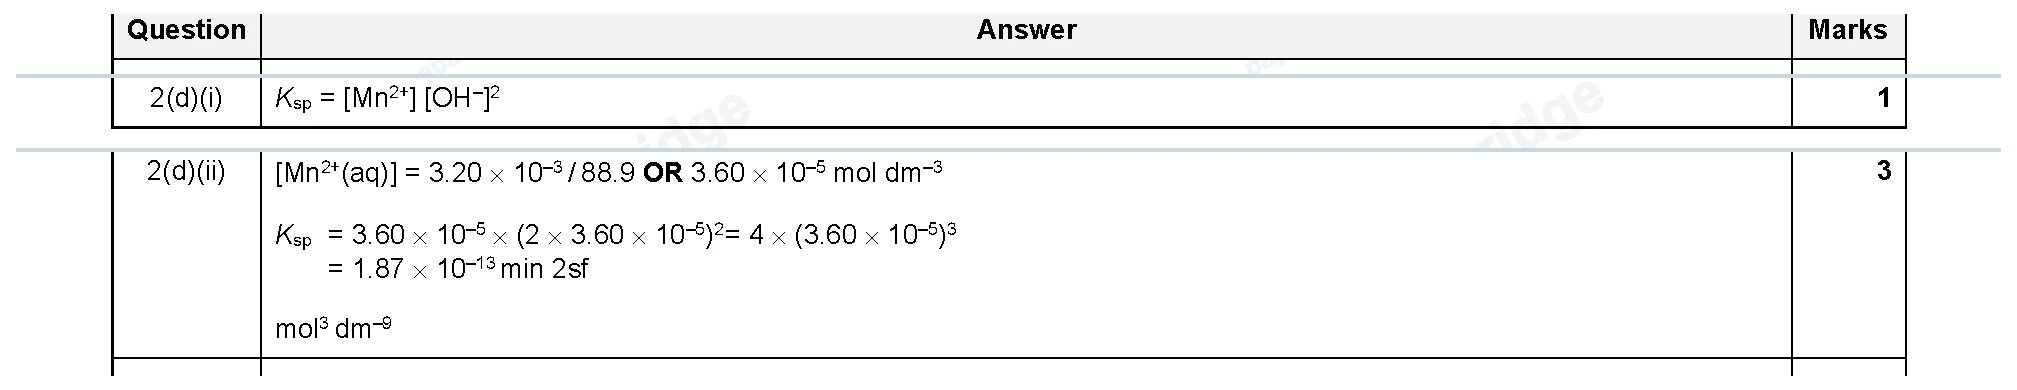 Question Answer Marks
2(d)(i) Ksp = [Mn²⁺] [OH⁻]² 1
2(d)(ii) [Mn²⁺(aq)] = 3.20 × 10⁻³ / 88.9 OR 3.60 × 10⁻⁵ mol dm⁻³ 3
Ksp = 3.60 × 10⁻⁵ × (2 × 3.60 × 10⁻⁵)² = 4 × (3.60 × 10⁻⁵)³
= 1.87 × 10⁻¹³ min 2sf
mol³ dm⁻⁹